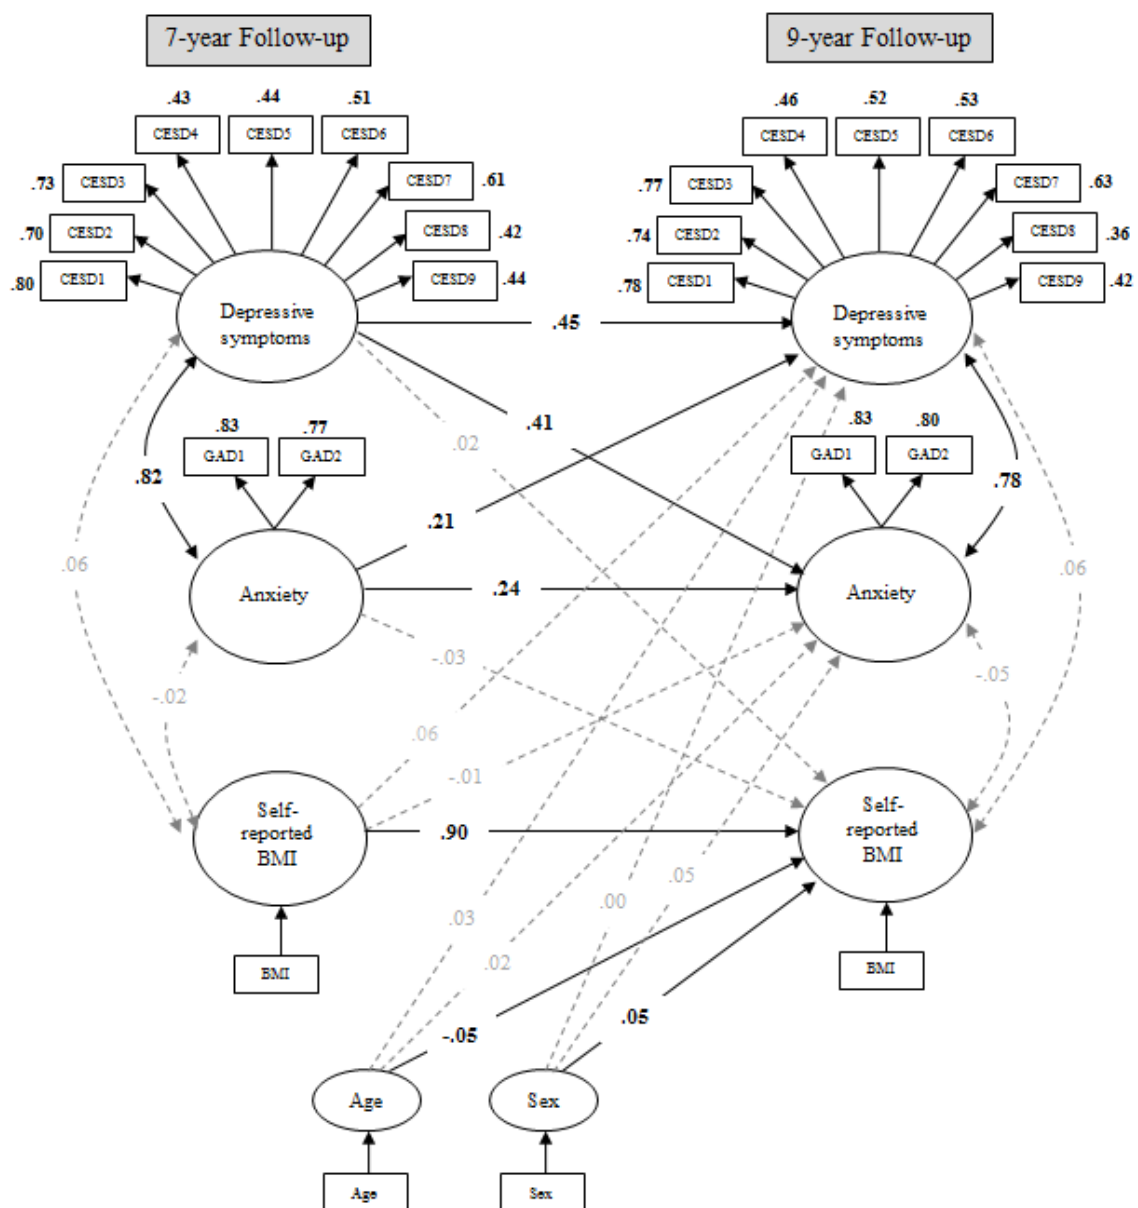 7-year Follow-up
9-year Follow-up
.43
.44
.51
CESD4
CESD5
CESD6
.73
CESD3
CESD7
.61
.70
CESD2
CESD8
.42
.80
CESD1
CESD9
.44
Depressive
symptoms
.46
.52
.53
CESD4
CESD5
CESD6
.77
CESD3
CESD7
.63
.74
CESD2
CESD8
.36
.78
CESD1
CESD9
.42
Depressive
symptoms
.45
.41
.02
.83
.77
GAD1
GAD2
.82
.21
.83
.80
GAD1
GAD2
.78
.06
Anxiety
.24
Anxiety
.06
-.03
-.02
-.05
.06
-.01
Self-
reported
BMI
.90
Self-
reported
BMI
.05
.00
.03
.02
BMI
BMI
-.05
.05
Age
Sex
Age
Sex